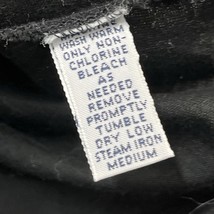 WASH WARM
ONLY NON-
CHLORINE
BLEACH
AS
NEEDED
REMOVE
PROMPTLY
TUMBLE
DRY LOW
STEAM IRON
MEDIUM